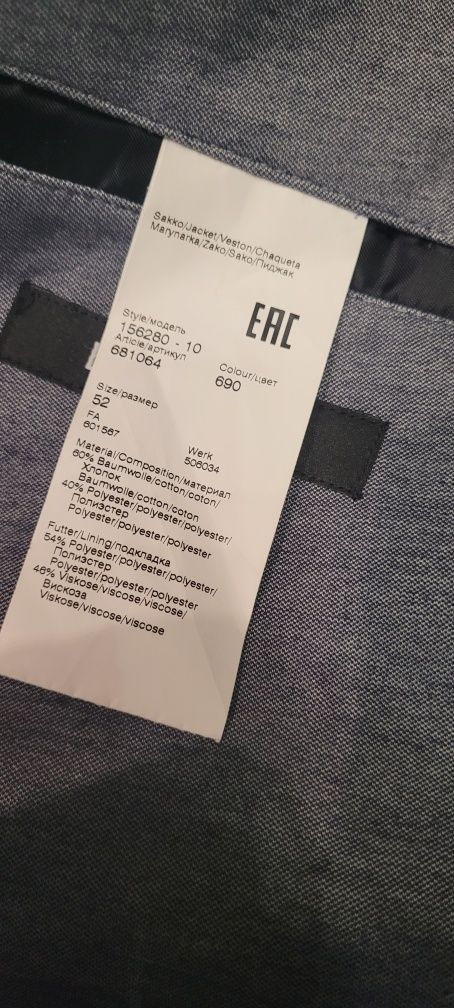 Sakko/Jacket/Veston/Chaqueta
Marynarka/Zako/Sako/Пиджак
EAC
Style/модель
156280 - 10
Article/артикул
681064
Colour/цвет
690
Size/размер
52
FA
601567
Werk
506034
Material/Composition/материал
60% Baumwolle/cotton/coton/
Хлопок
Baumwolle/cotton/coton
40% Polyester/polyester/polyester/
Полиэстер
Polyester/polyester/polyester
Futter/Lining/подкладка
54% Polyester/polyester/polyester/
Полиэстер
Polyester/polyester/polyester
46% Viskose/viscose/viscose/
Вискоза
Viskose/viscose/viscose